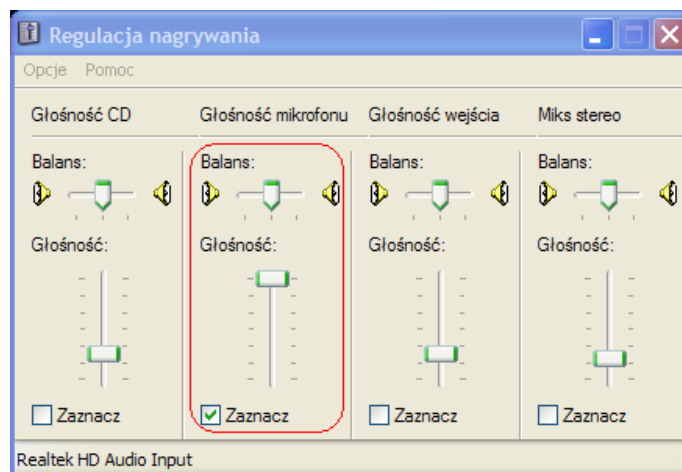 Regulacja nagrywania
Opcje Pomoc
Głośność CD Głośność mikrofonu Głośność wejścia Miks stereo
Balans: Balans: Balans: Balans:
Głośność: Głośność: Głośność: Głośność:
Zaznacz Zaznacz Zaznacz Zaznacz
Realtek HD Audio Input